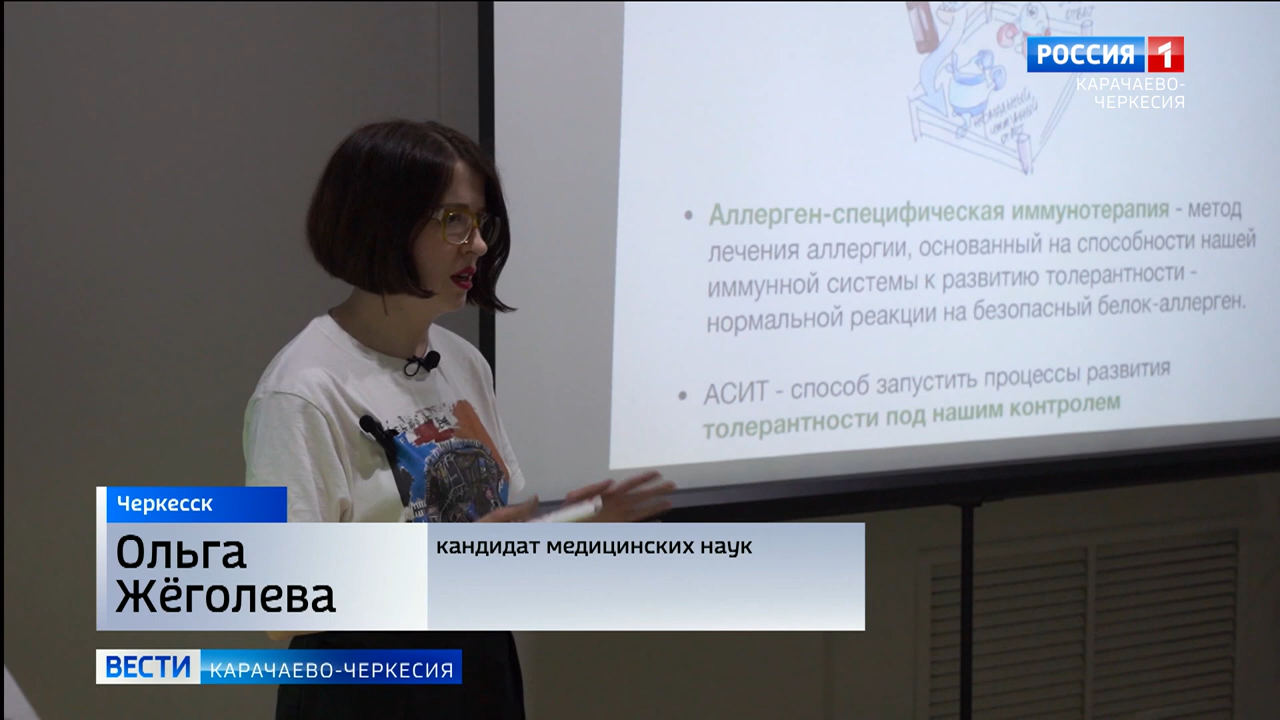 РОССИЯ 1
КАРАЧАЕВО-
ЧЕРКЕСИЯ
• Аллерген-специфическая иммунотерапия - метод
лечения аллергии, основанный на способности нашей
иммунной системы к развитию толерантности -
нормальной реакции на безопасный белок-аллерген.
• АСИТ - способ запустить процессы развития
толерантности под нашим контролем
Черкесск
Ольга
Жёголева
кандидат медицинских наук
ВЕСТИ КАРАЧАЕВО-ЧЕРКЕСИЯ